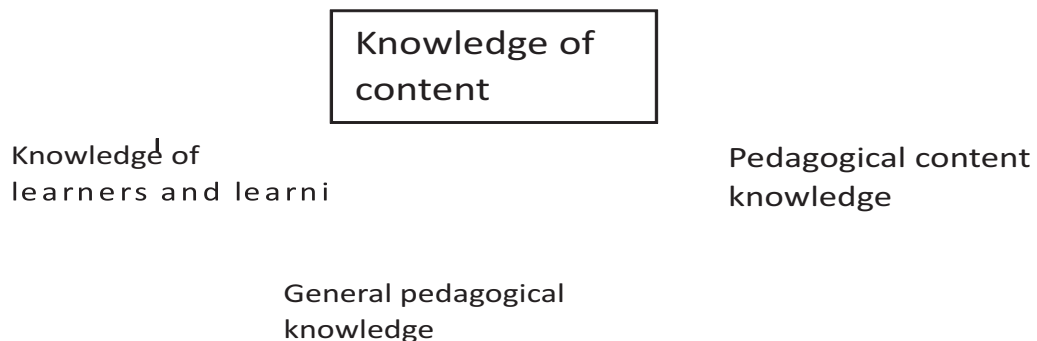 Knowledge of
content
Knowledge of
learners and learni
Pedagogical content
knowledge
General pedagogical
knowledge